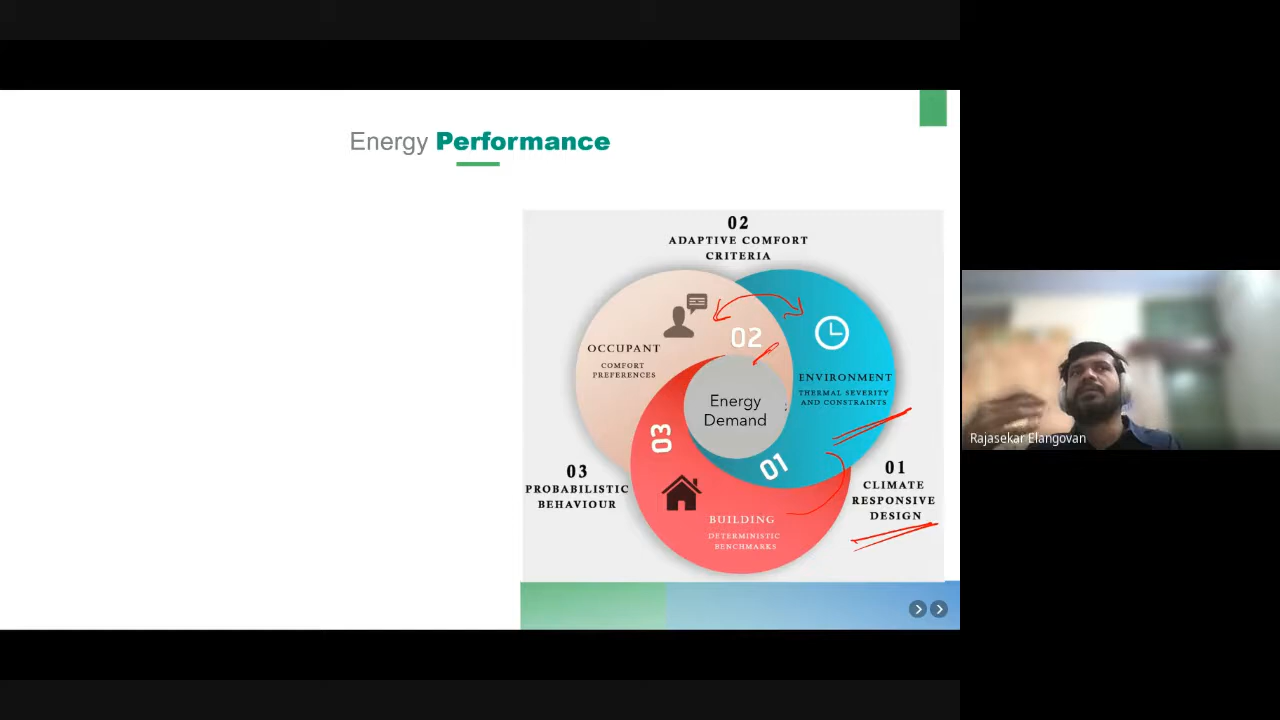 Energy Performance
02
ADAPTIVE COMFORT
CRITERIA
02
OCCUPANT
COMFORT
PREFERENCES
ENVIRONMENT
THERMAL SEVERITY
AND CONSTRAINTS
Energy
Demand
03
01
03
PROBABILISTIC
BEHAVIOUR
01
CLIMATE
RESPONSIVE
DESIGN
BUILDING
DETERMINISTIC
BENCHMARKS
Rajasekar Elangovan